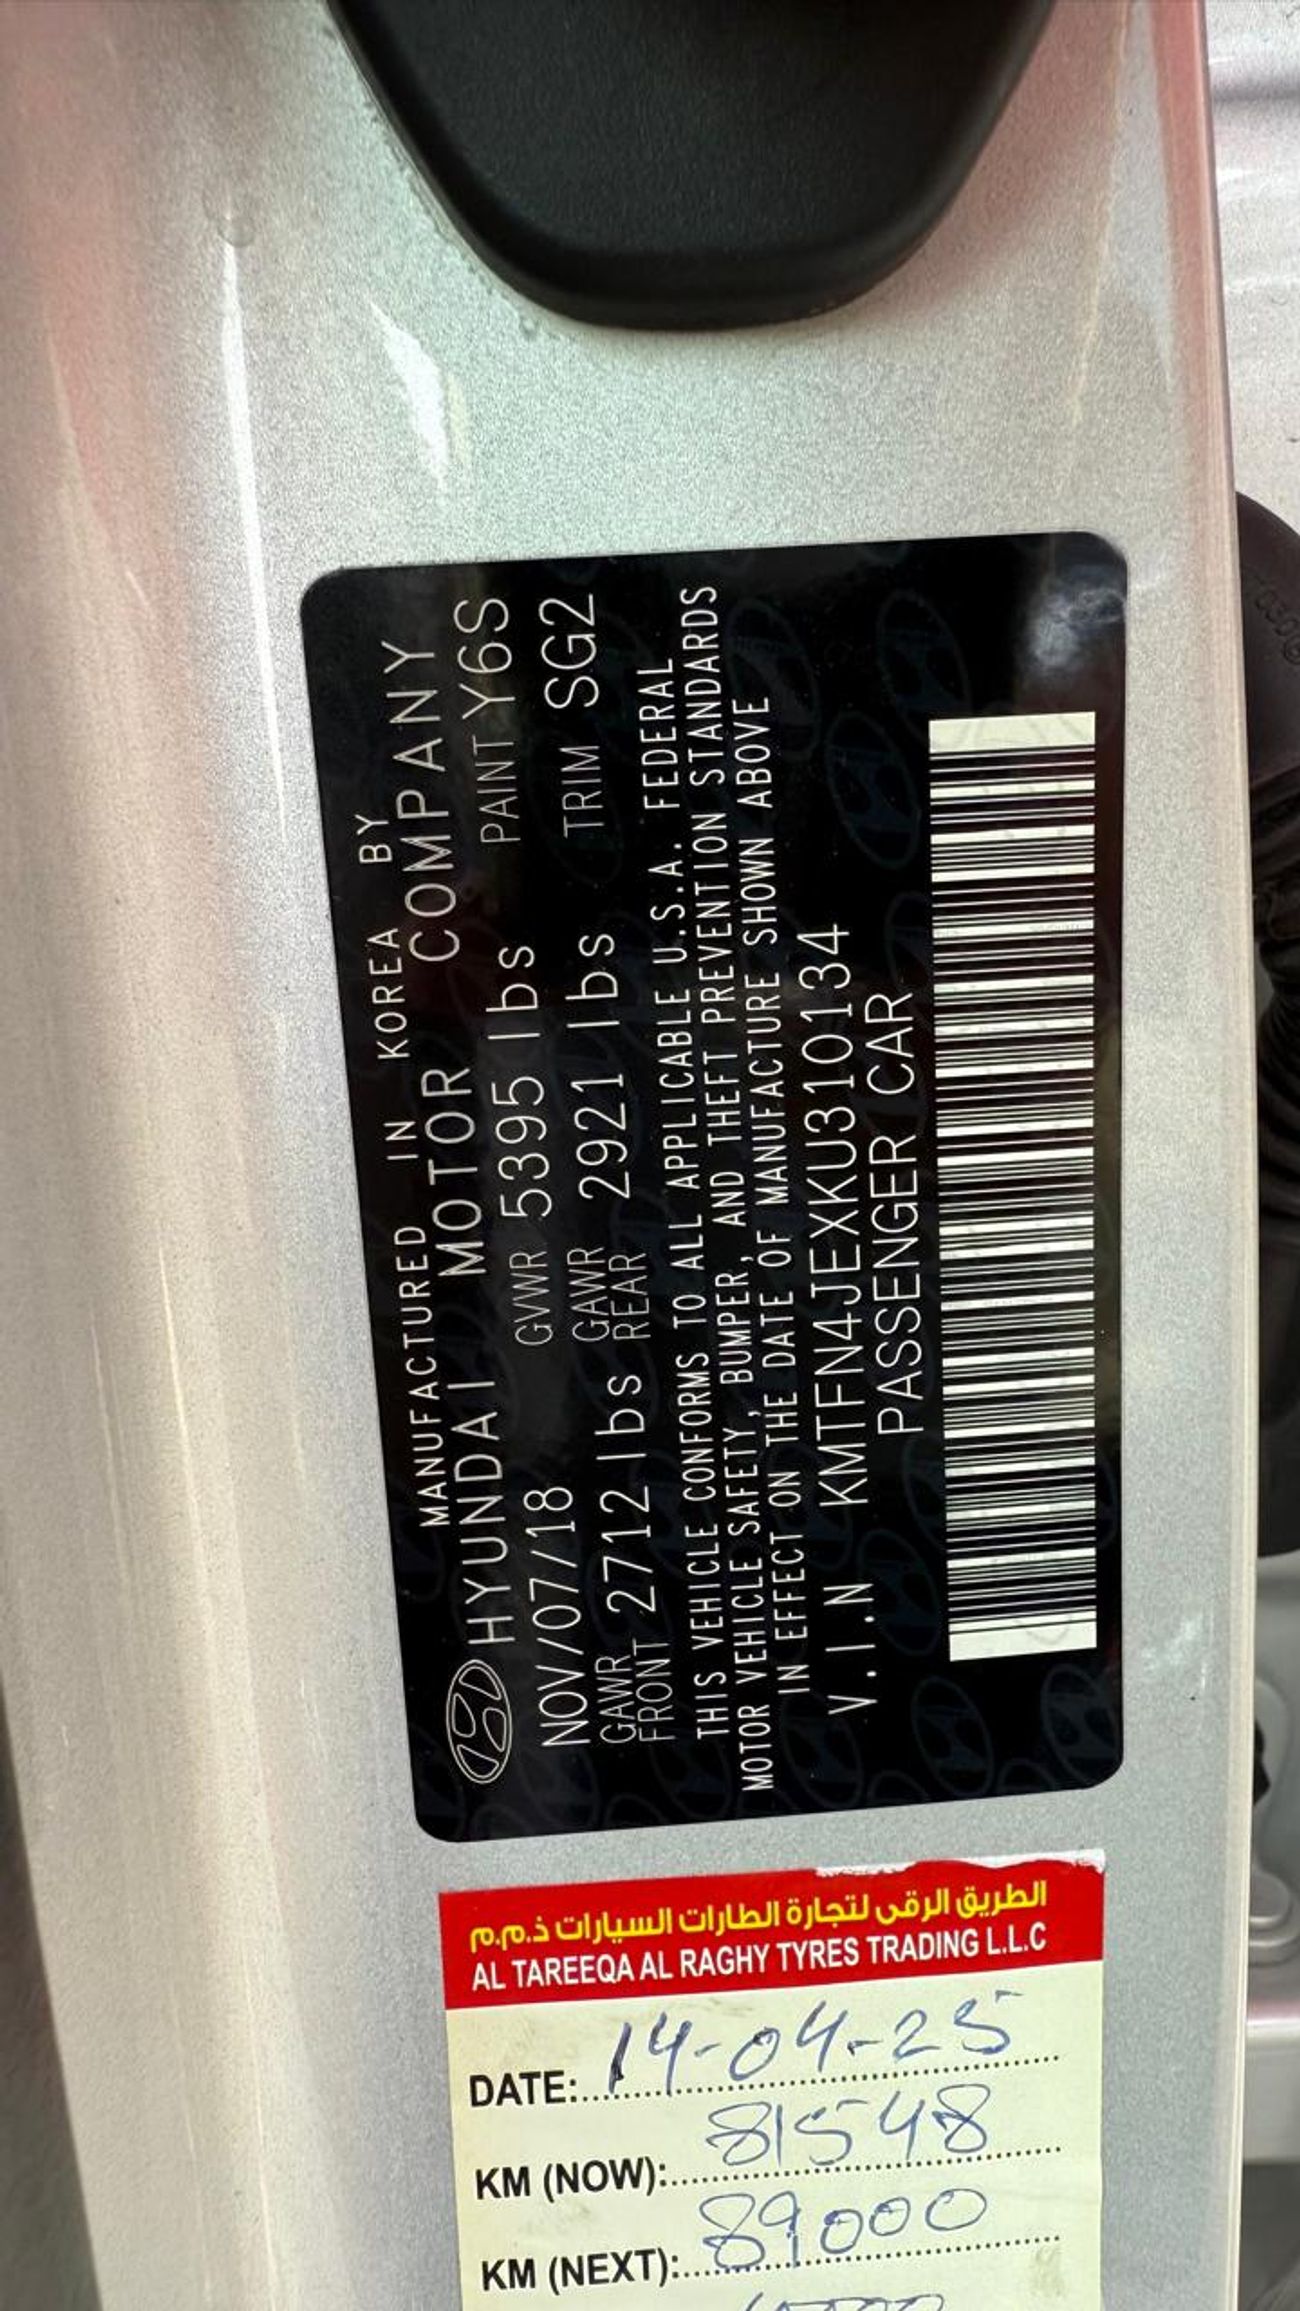 MANUFACTURED IN KOREA BY
HYUNDAI MOTOR COMPANY
NOV/07/18 GVWR 5395 lbs PAINT Y6S
GAWR FRONT 2712 lbs GAWR REAR 2921 lbs TRIM SG2
THIS VEHICLE CONFORMS TO ALL APPLICABLE U.S.A. FEDERAL
MOTOR VEHICLE SAFETY, BUMPER, AND THEFT PREVENTION STANDARDS
IN EFFECT ON THE DATE OF MANUFACTURE SHOWN ABOVE
V.I.N KMTFN4JEXKU310134
PASSENGER CAR
الطريق الرقي لتجارة الطارات السيارات ذ.م.م
AL TAREEQA AL RAGHY TYRES TRADING L.L.C
DATE: 14-04-25
KM (NOW): 81548
KM (NEXT): 89000